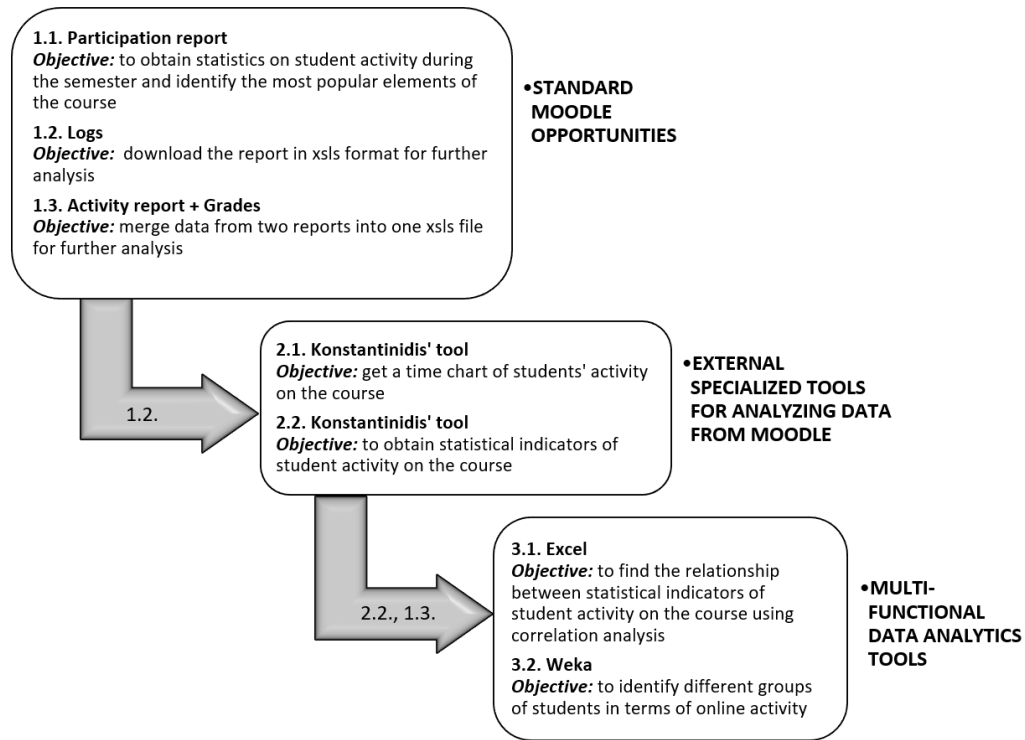 1.1. Participation report
Objective: to obtain statistics on student activity during
the semester and identify the most popular elements of
the course
1.2. Logs
Objective:  download the report in xsls format for further
analysis
1.3. Activity report + Grades
Objective: merge data from two reports into one xsls file
for further analysis
•STANDARD
MOODLE
OPPORTUNITIES
1.2.
2.1. Konstantinidis' tool
Objective: get a time chart of students' activity
on the course
2.2. Konstantinidis' tool
Objective: to obtain statistical indicators of
student activity on the course
•EXTERNAL
SPECIALIZED TOOLS
FOR ANALYZING DATA
FROM MOODLE
2.2., 1.3.
3.1. Excel
Objective: to find the relationship
between statistical indicators of
student activity on the course using
correlation analysis
3.2. Weka
Objective: to identify different groups
of students in terms of online activity
•MULTI-
FUNCTIONAL
DATA ANALYTICS
TOOLS